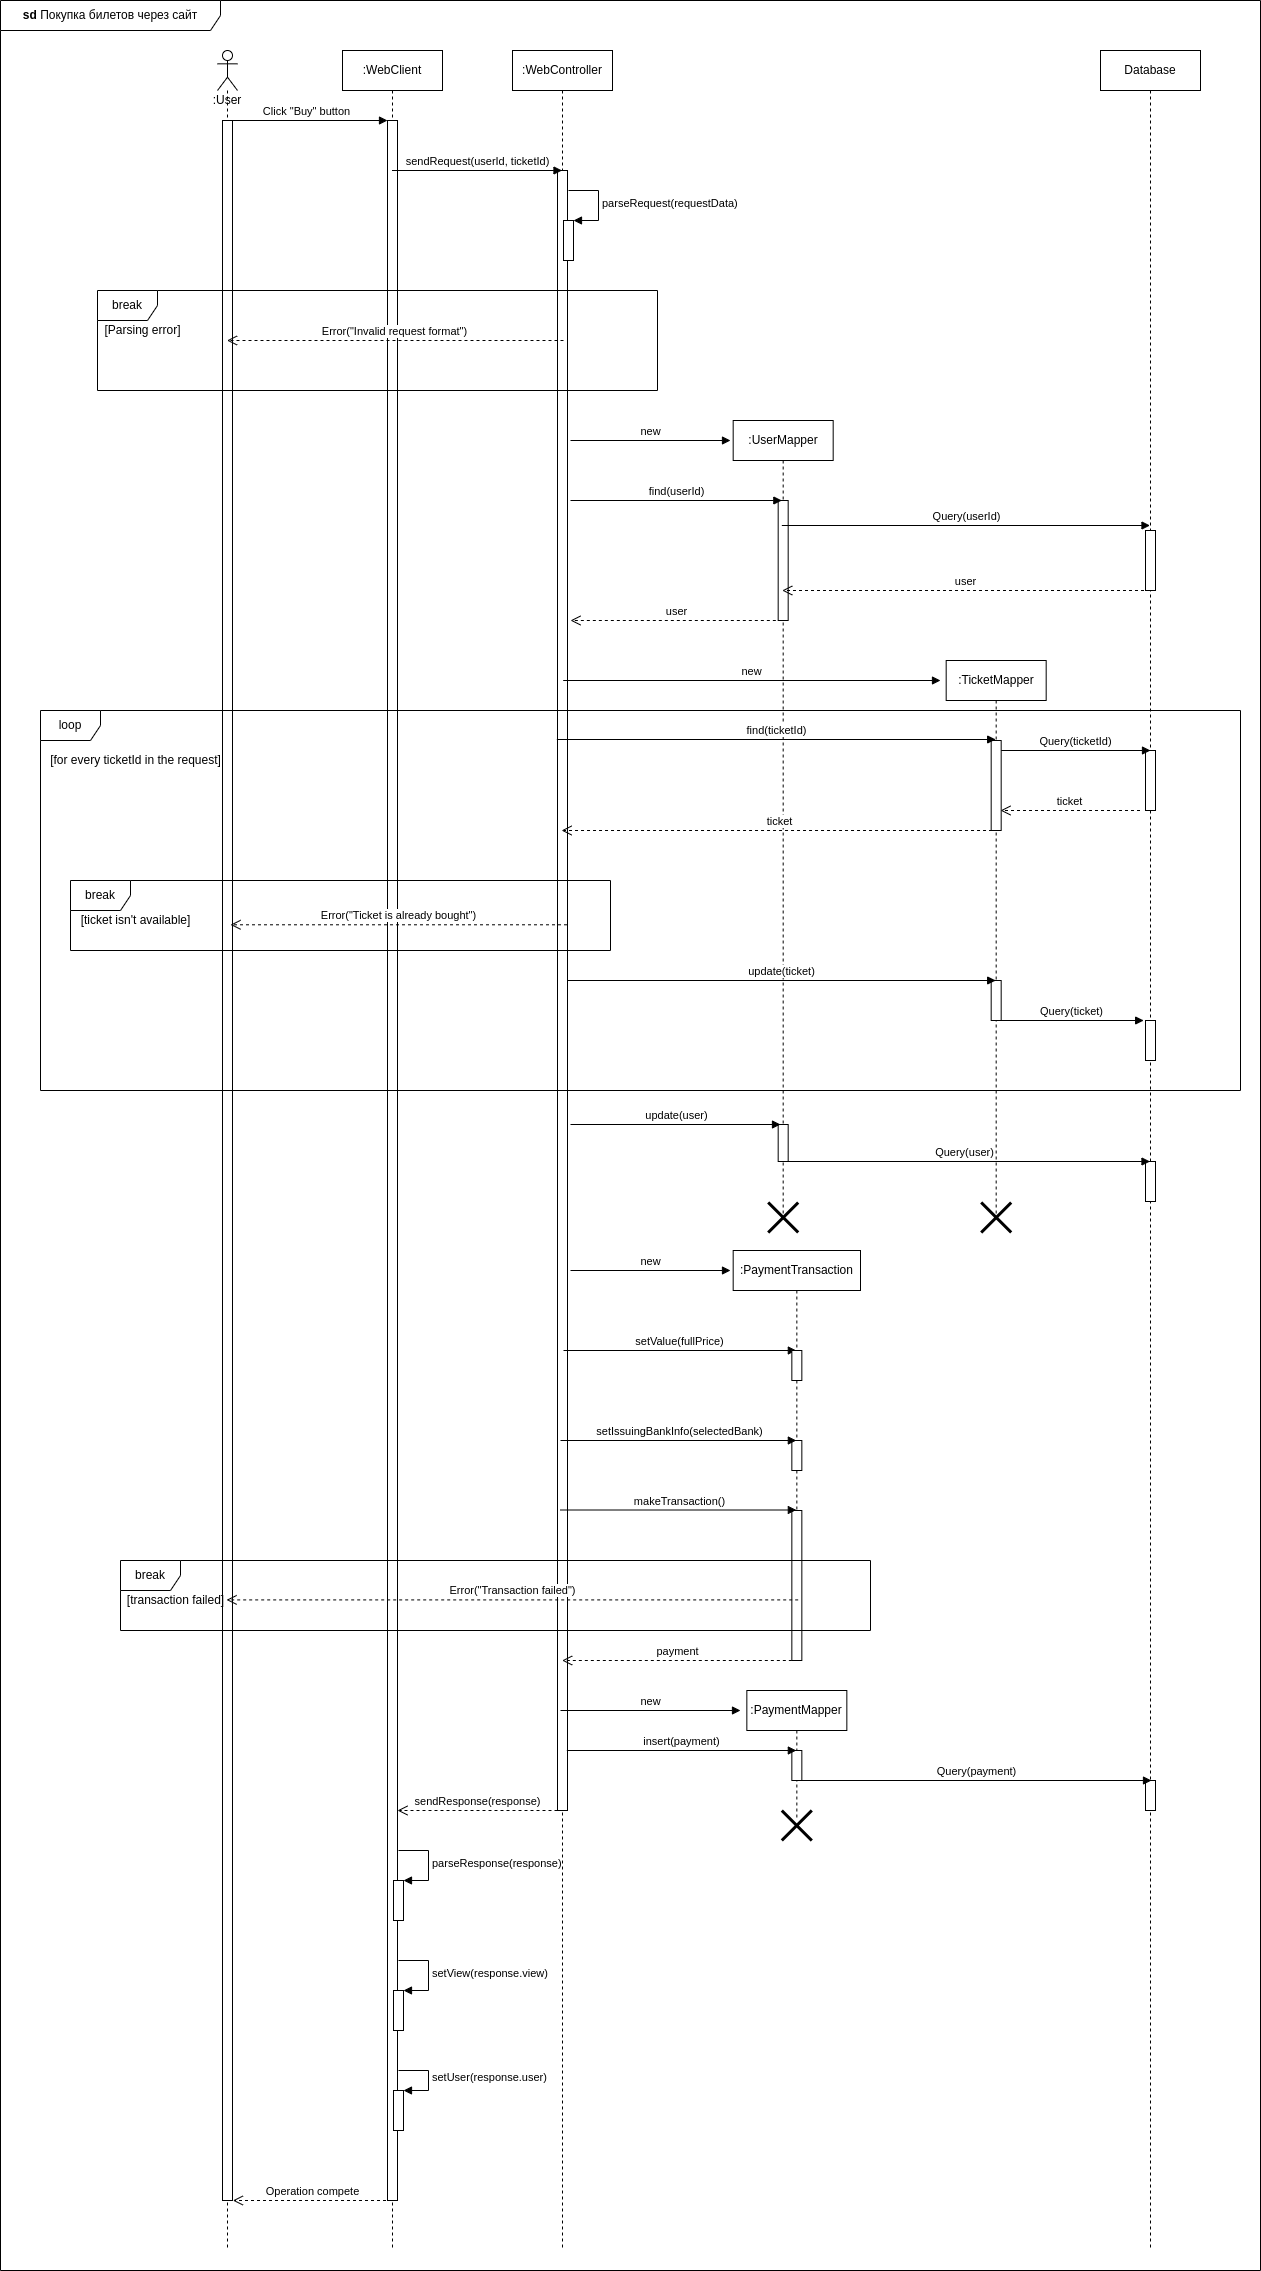 sd Покупка билетов через сайт
:User
:WebClient
:WebController
Database
Click "Buy" button
sendRequest(userId, ticketId)
parseRequest(requestData)
break
[Parsing error]
Error("Invalid request format")
new
:UserMapper
find(userId)
Query(userId)
user
user
new
:TicketMapper
loop
[for every ticketId in the request]
find(ticketId)
Query(ticketId)
ticket
ticket
break
[ticket isn't available]
Error("Ticket is already bought")
update(ticket)
Query(ticket)
update(user)
Query(user)
new
:PaymentTransaction
setValue(fullPrice)
setIssuingBankInfo(selectedBank)
makeTransaction()
break
[transaction failed]
Error("Transaction failed")
payment
new
:PaymentMapper
insert(payment)
Query(payment)
sendResponse(response)
parseResponse(response)
setView(response.view)
setUser(response.user)
Operation compete